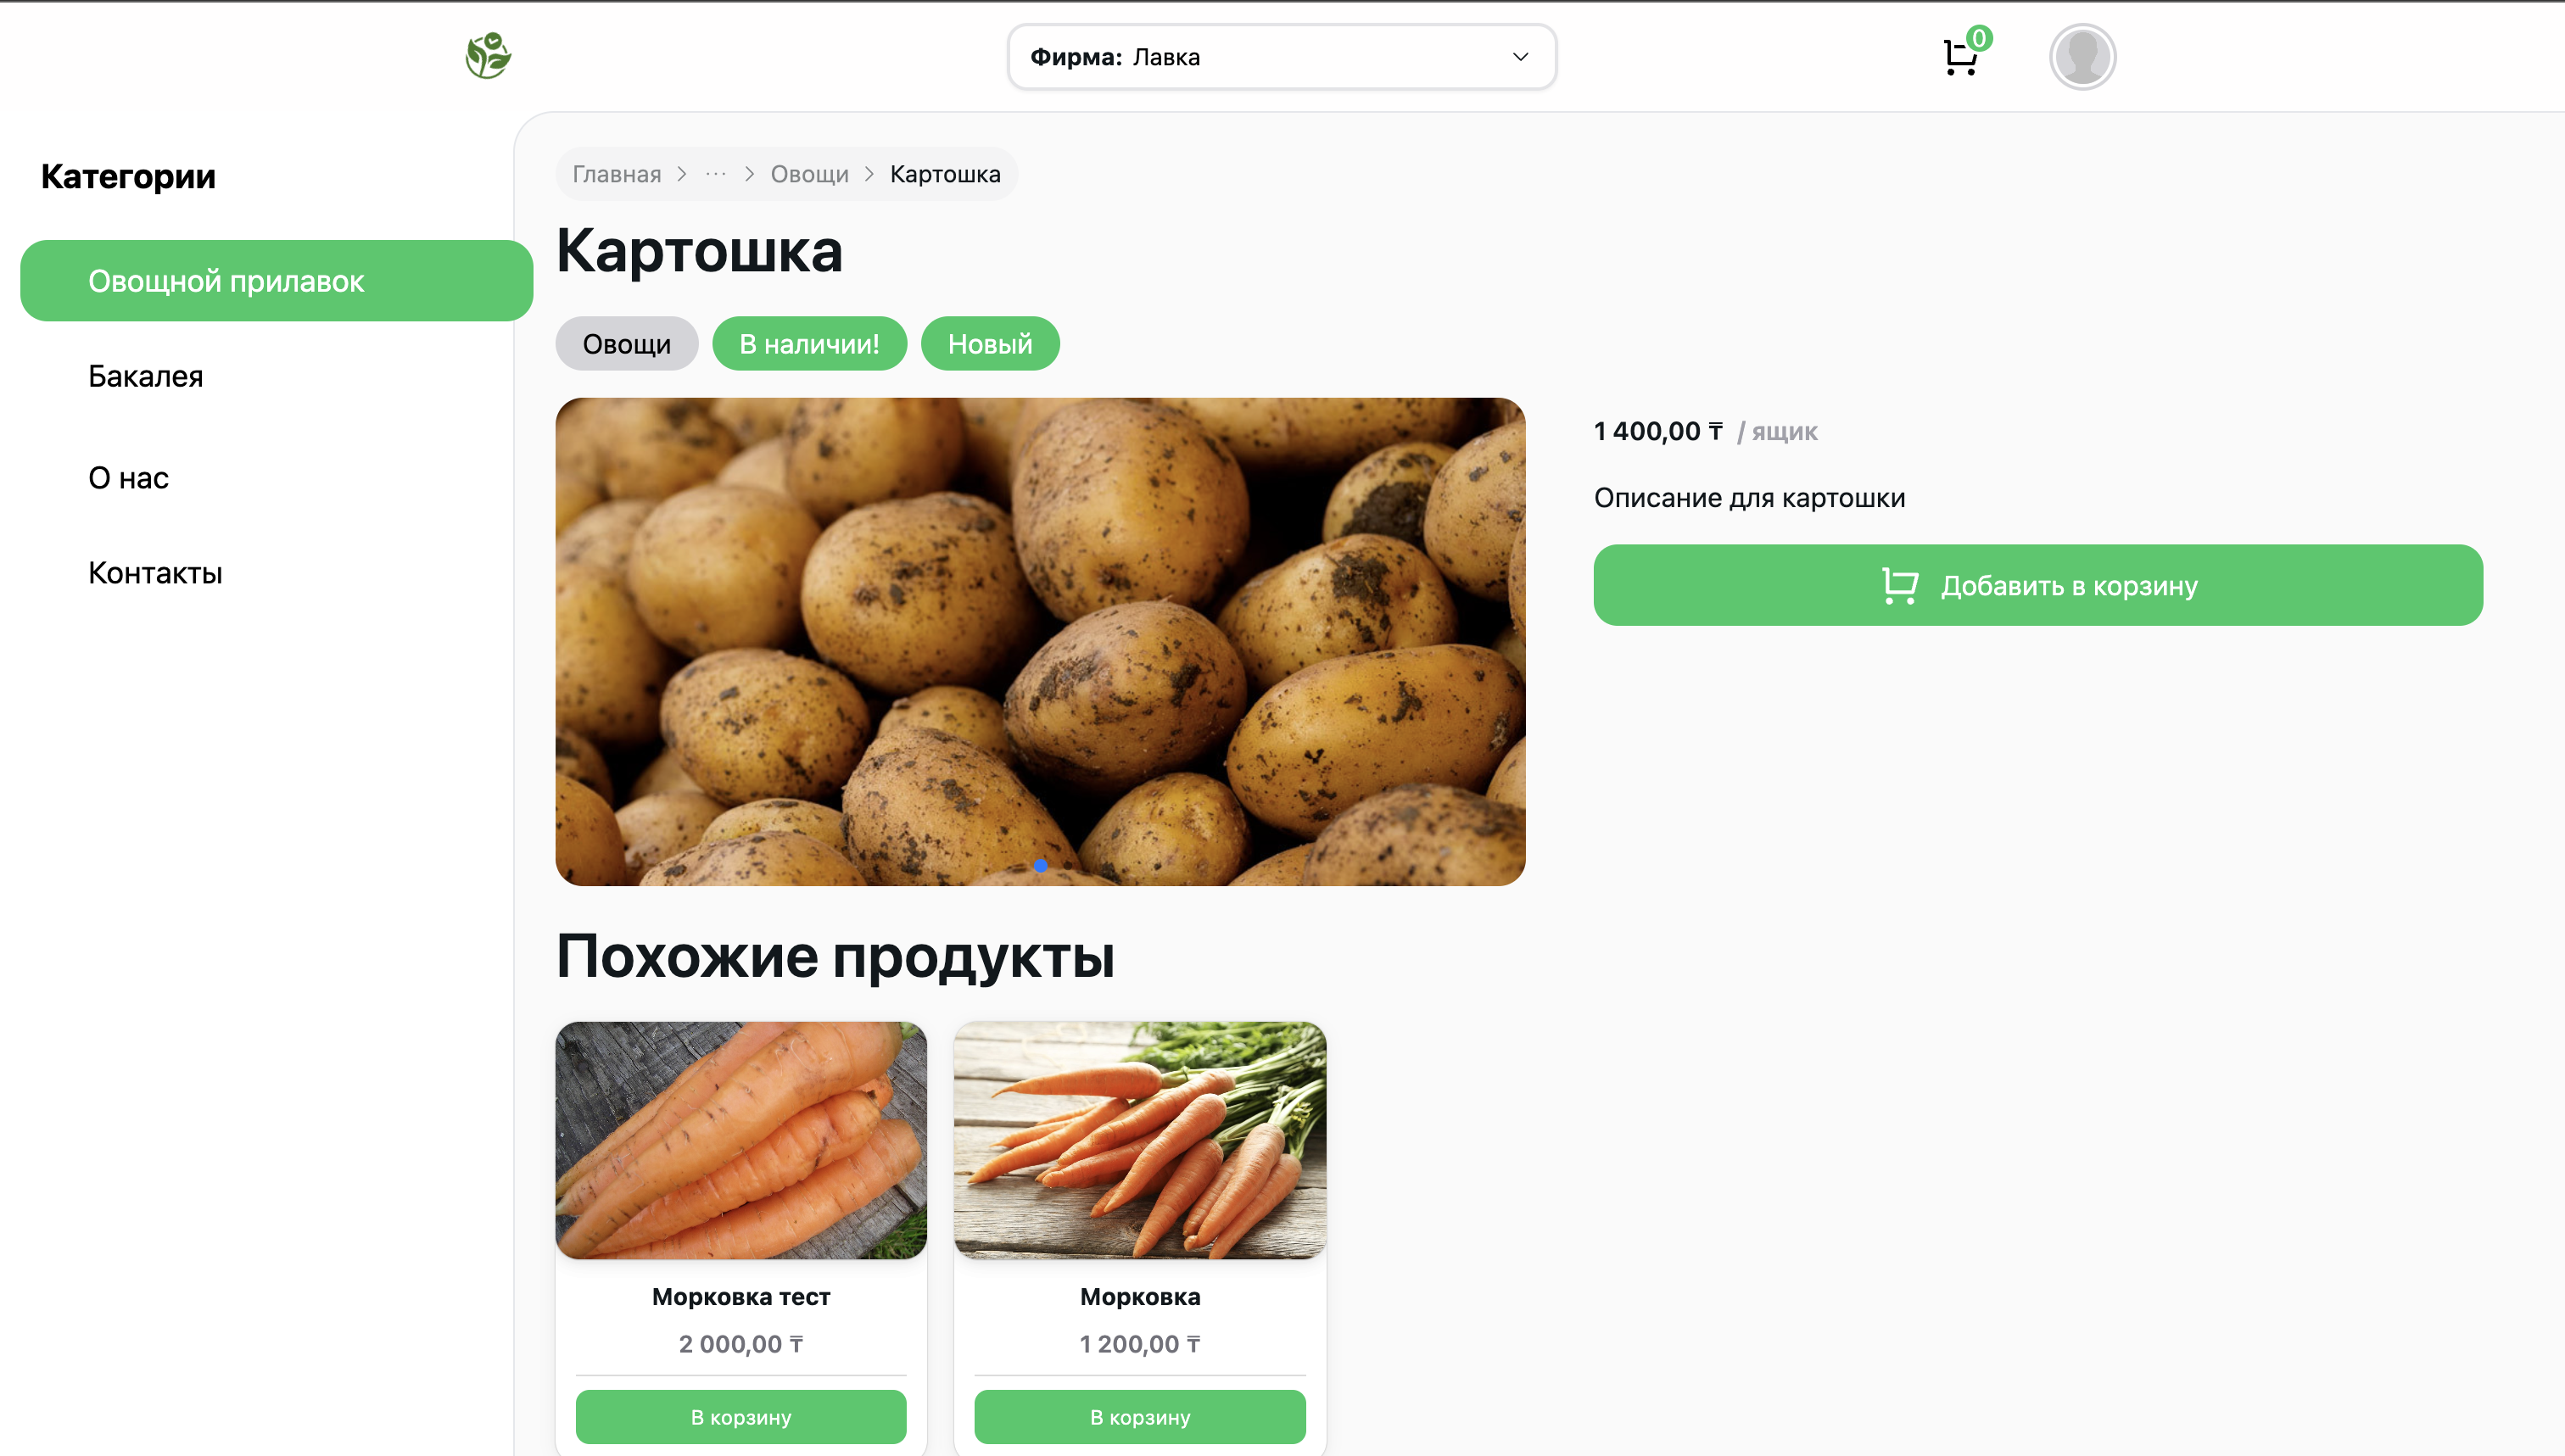 Фирма: Лавка
0
Категории
Овощной прилавок
Бакалея
О нас
Контакты
Главная > ··· > Овощи > Картошка
Картошка
Овощи В наличии! Новый
1 400,00 ₸ / ящик
Описание для картошки
Добавить в корзину
Похожие продукты
Морковка тест
2 000,00 ₸
В корзину
Морковка
1 200,00 ₸
В корзину